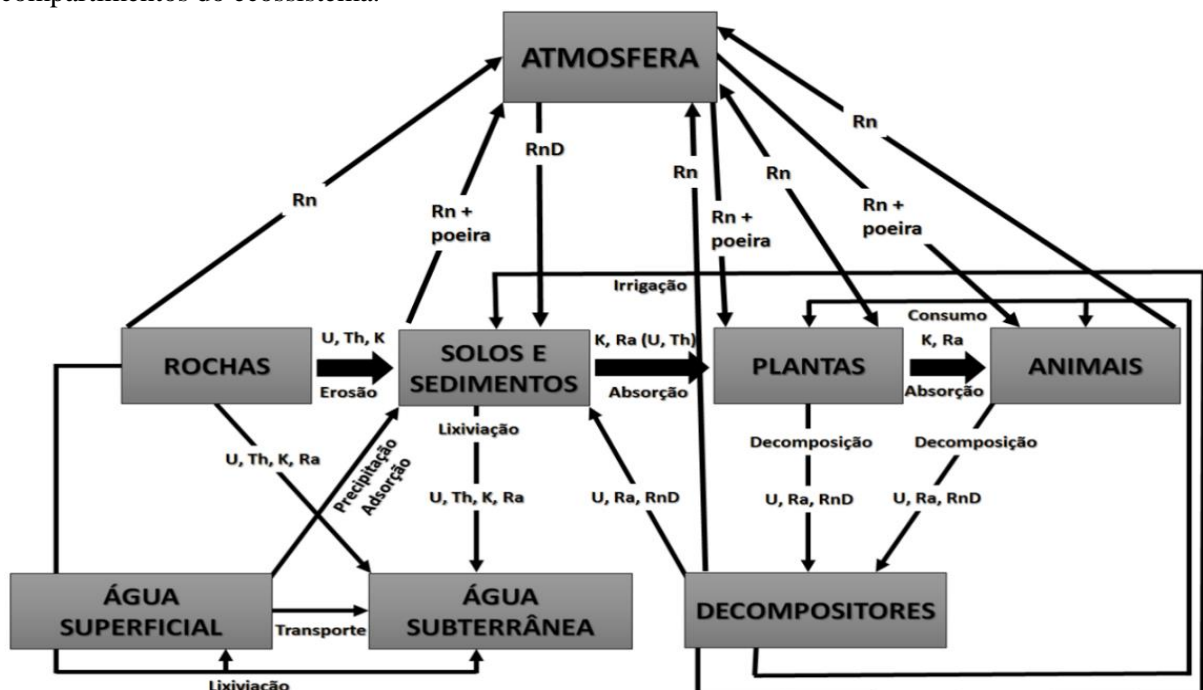 compartimentos do ecossistema.
ATMOSFERA
Rn
RnD
Rn
Rn
Rn
Rn +
poeira
Rn +
poeira
Rn +
poeira
Irrigação
Consumo
ROCHAS
U, Th, K
Erosão
SOLOS E
SEDIMENTOS
K, Ra (U, Th)
Absorção
PLANTAS
K, Ra
Absorção
ANIMAIS
Lixiviação
Decomposição
Decomposição
U, Th, K, Ra
Precipitação
Adsorção
U, Th, K, Ra
U, Ra, RnD
U, Ra, RnD
U, Ra, RnD
ÁGUA
SUPERFICIAL
Transporte
ÁGUA
SUBTERRÂNEA
DECOMPOSITORES
Lixiviação